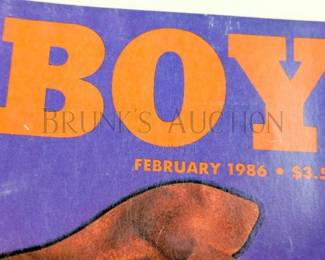 BOY
BRUNK'S AUCTION
FEBRUARY 1986 • $3.5